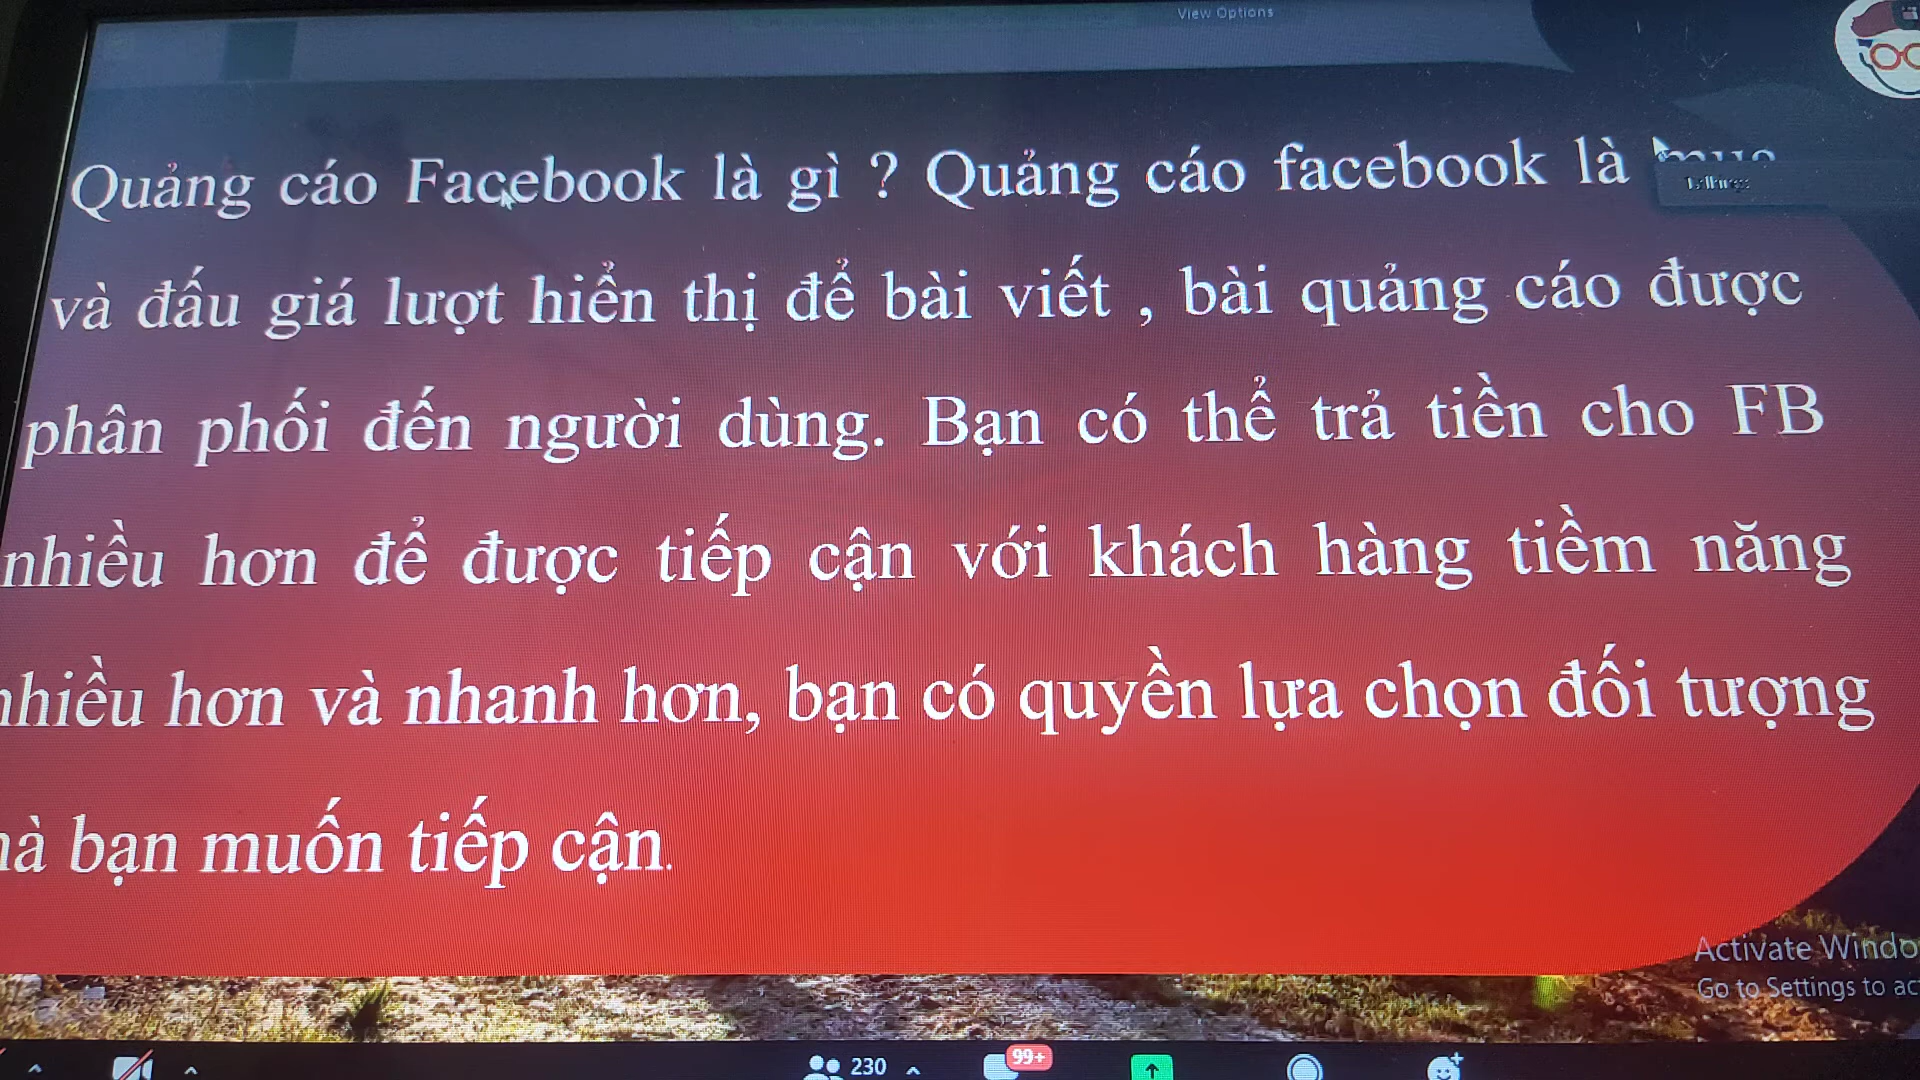 View Options
Quảng cáo Facebook là gì ? Quảng cáo facebook là
và đấu giá lượt hiển thị để bài viết , bài quảng cáo được
phân phối đến người dùng. Bạn có thể trả tiền cho FB
nhiều hơn để được tiếp cận với khách hàng tiềm năng
nhiều hơn và nhanh hơn, bạn có quyền lựa chọn đối tượng
bạn muốn tiếp cận.
Activate Windo
Go to Settings to ac
230
99+